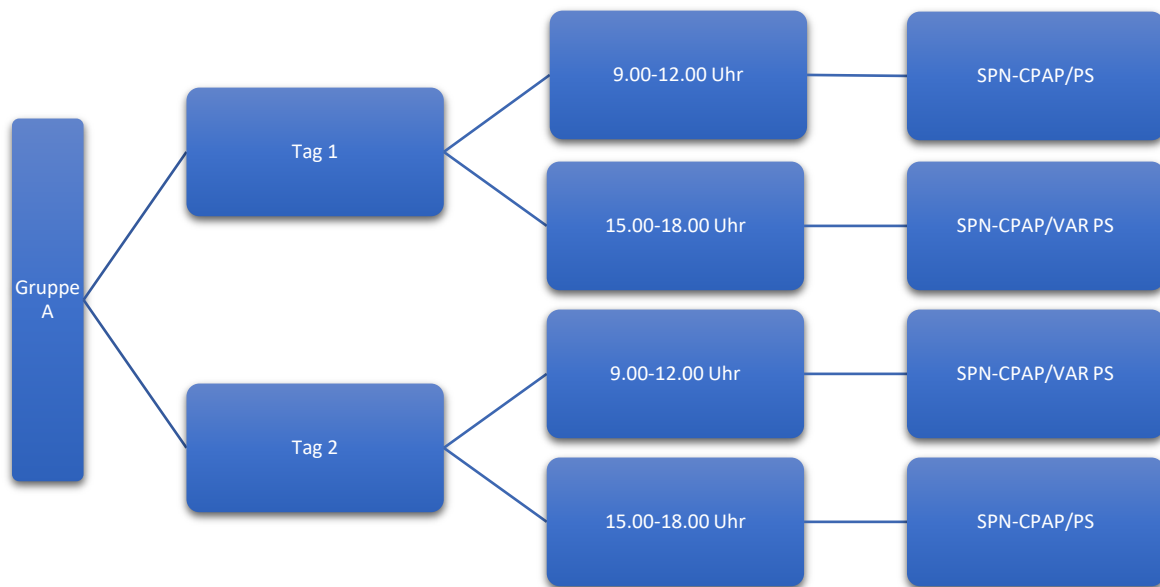 Gruppe
A
Tag 1
9.00-12.00 Uhr
SPN-CPAP/PS
15.00-18.00 Uhr
SPN-CPAP/VAR PS
Tag 2
9.00-12.00 Uhr
SPN-CPAP/VAR PS
15.00-18.00 Uhr
SPN-CPAP/PS